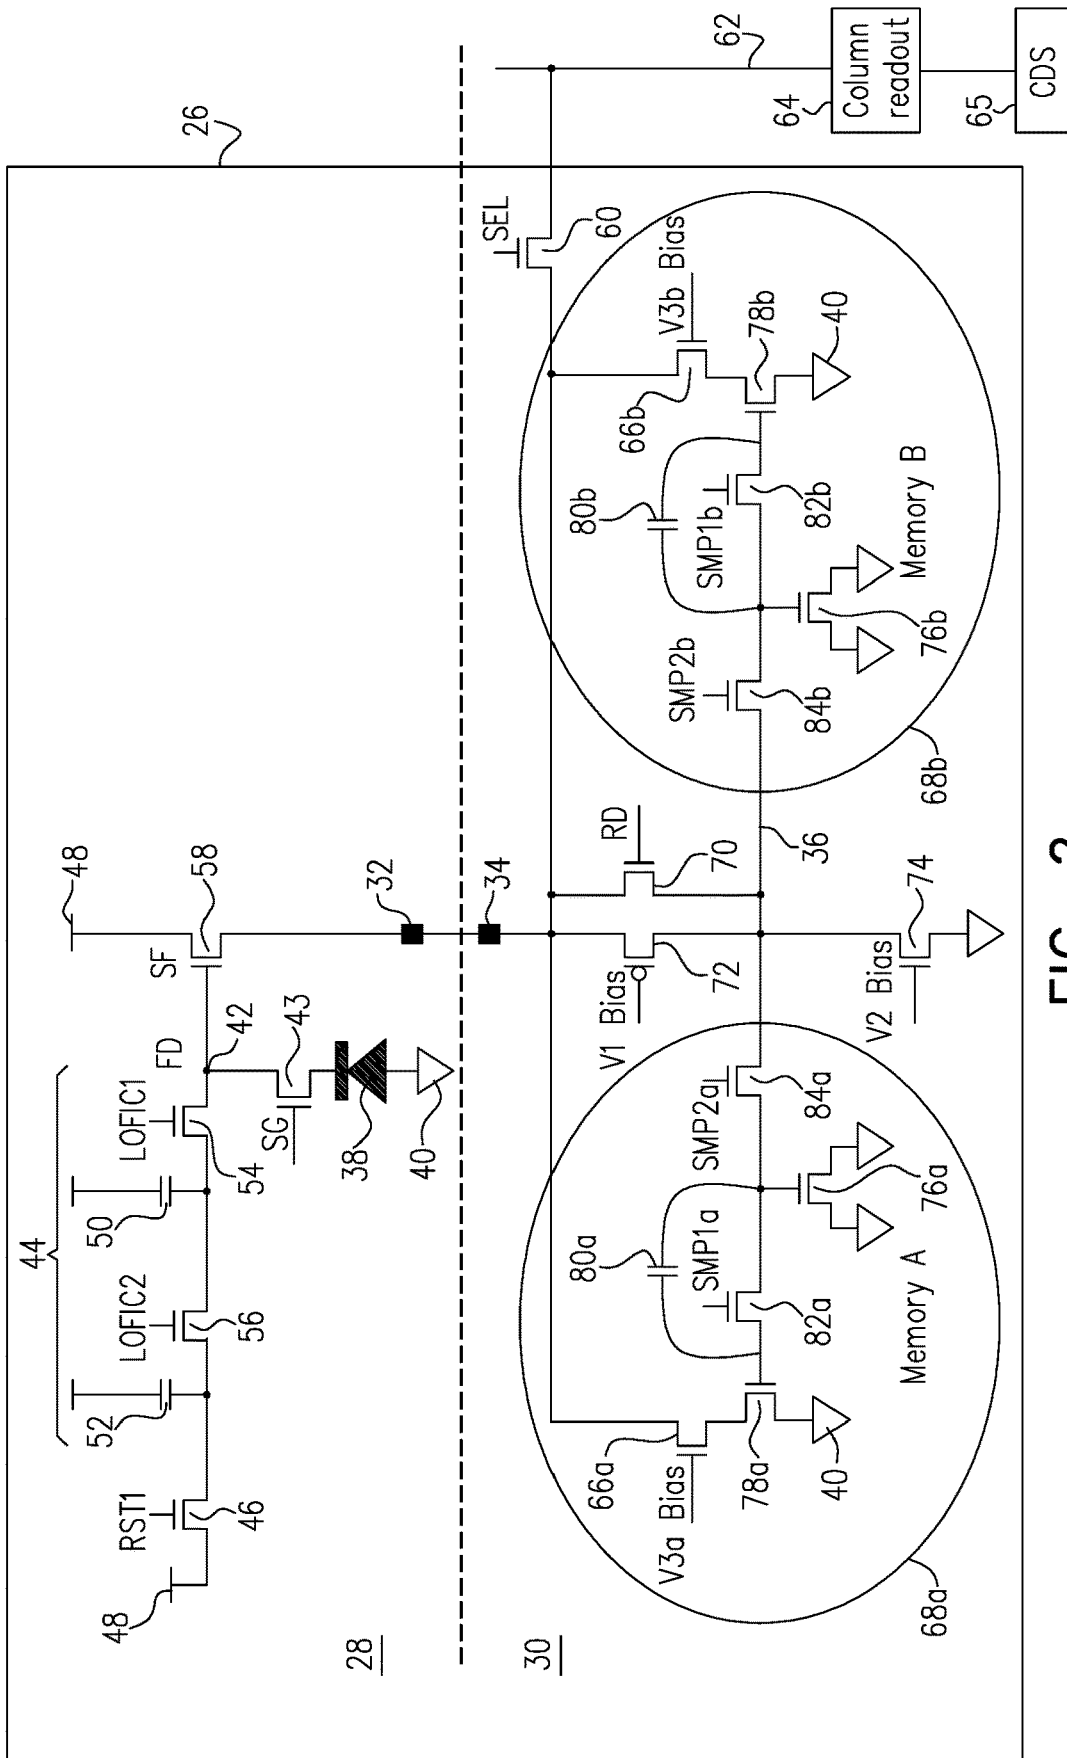 44
48
48
RST1
52
LOFIC2
50
LOFIC1
FD
SF
58
26
46
56
54
42
SG
43
38
40
32
28
34
SEL
60
62
30
66a
V3a Bias
80a
SMP1a
SMP2a
V1 Bias
72
RD
70
SMP2b
80b
SMP1b
66b
V3b Bias
78a
82a
84a
36
84b
82b
78b
40
40
76a
V2 Bias
74
76b
Memory A
Memory B
68a
68b
64
Column
readout
65
CDS
FIG